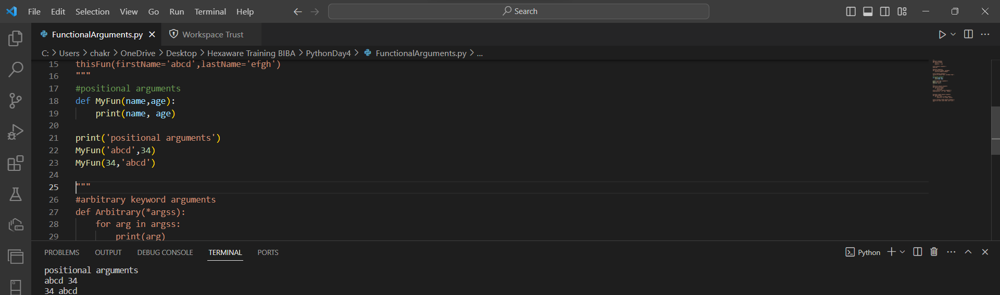 File Edit Selection View Go Run Terminal Help Search
FunctionalArguments.py Workspace Trust
C: > Users > chakr > OneDrive > Desktop > Hexaware Training BIBA > PythonDay4 > FunctionalArguments.py > ...
15 thisFun(firstName='abcd',lastName='efgh')
16 """
17 #positional arguments
18 def MyFun(name,age):
19 print(name, age)
20
21 print('positional arguments')
22 MyFun('abcd',34)
23 MyFun(34,'abcd')
24
25 """
26 #arbitrary keyword arguments
27 def Arbitrary(*argss):
28 for arg in argss:
29 print(arg)
PROBLEMS OUTPUT DEBUG CONSOLE TERMINAL PORTS Python
positional arguments
abcd 34
34 abcd